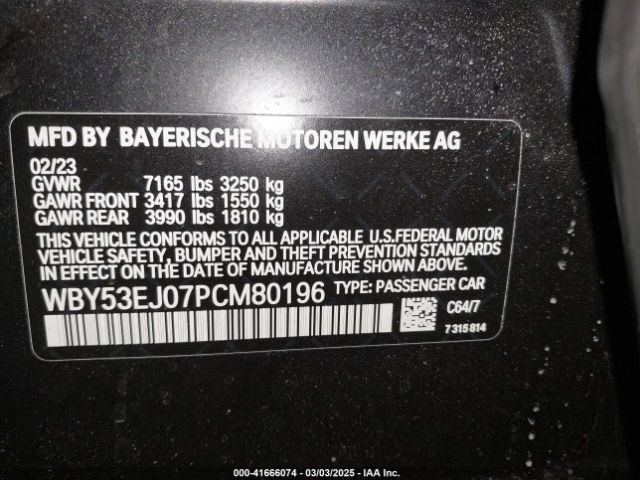 MFD BY BAYERISCHE MOTOREN WERKE AG
02/23
GVWR 7165 lbs 3250 kg
GAWR FRONT 3417 lbs 1550 kg
GAWR REAR 3990 lbs 1810 kg
THIS VEHICLE CONFORMS TO ALL APPLICABLE U.S.FEDERAL MOTOR
VEHICLE SAFETY, BUMPER AND THEFT PREVENTION STANDARDS
IN EFFECT ON THE DATE OF MANUFACTURE SHOWN ABOVE.
WBY53EJ07PCM80196 TYPE: PASSENGER CAR
C64/7
7315814
000-41666074 — 03/03/2025 — IAA Inc.